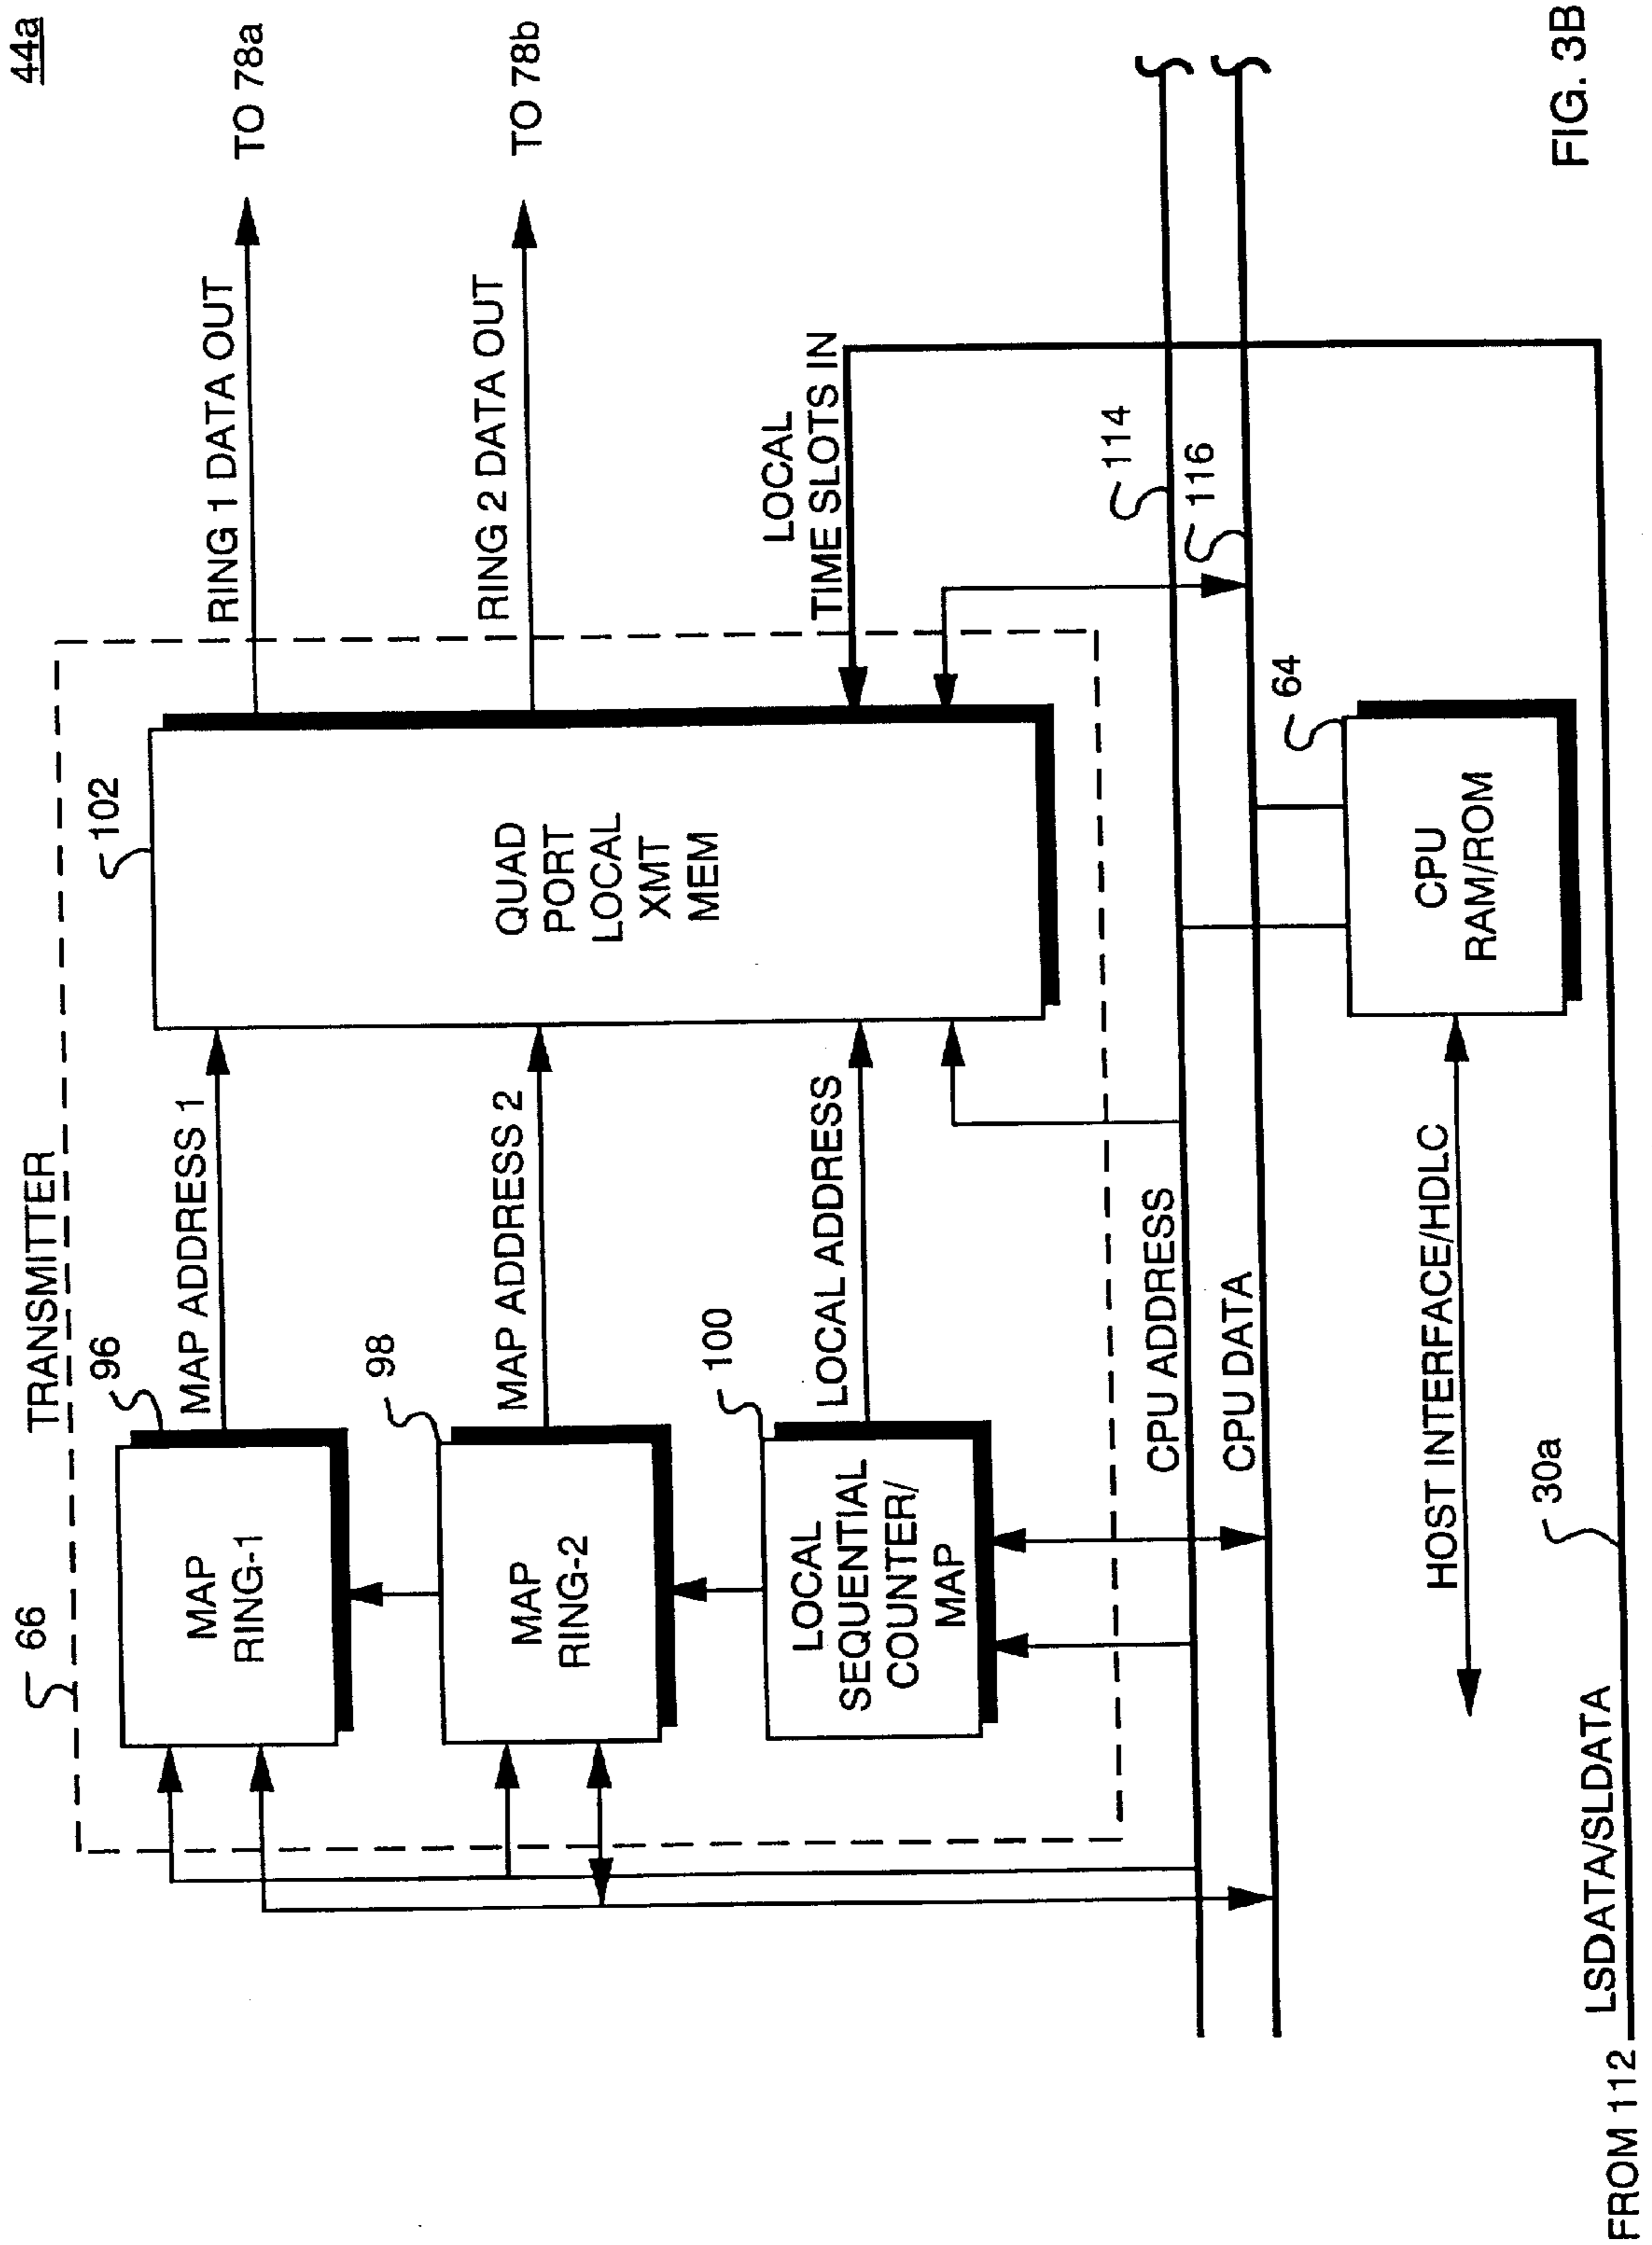 44a
TRANSMITTER
66
96
MAP
RING-1
MAP ADDRESS 1
102
QUAD
PORT
LOCAL
XMT
MEM
RING 1 DATA OUT
TO 78a
98
MAP
RING-2
MAP ADDRESS 2
RING 2 DATA OUT
TO 78b
100
LOCAL
SEQUENTIAL
COUNTER/
MAP
LOCAL ADDRESS
LOCAL
TIME SLOTS IN
CPU ADDRESS
114
CPU DATA
116
64
CPU
RAM/ROM
HOST INTERFACE/HDLC
30a
LSDATA/SLDATA
FROM 112
FIG. 3B